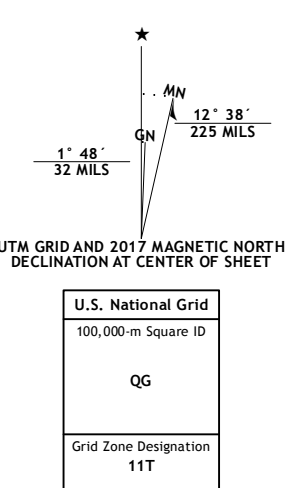 ★
MN
GN
12° 38´
225 MILS
1° 48´
32 MILS
UTM GRID AND 2017 MAGNETIC NORTH
DECLINATION AT CENTER OF SHEET
U.S. National Grid
100,000-m Square ID
QG
Grid Zone Designation
11T